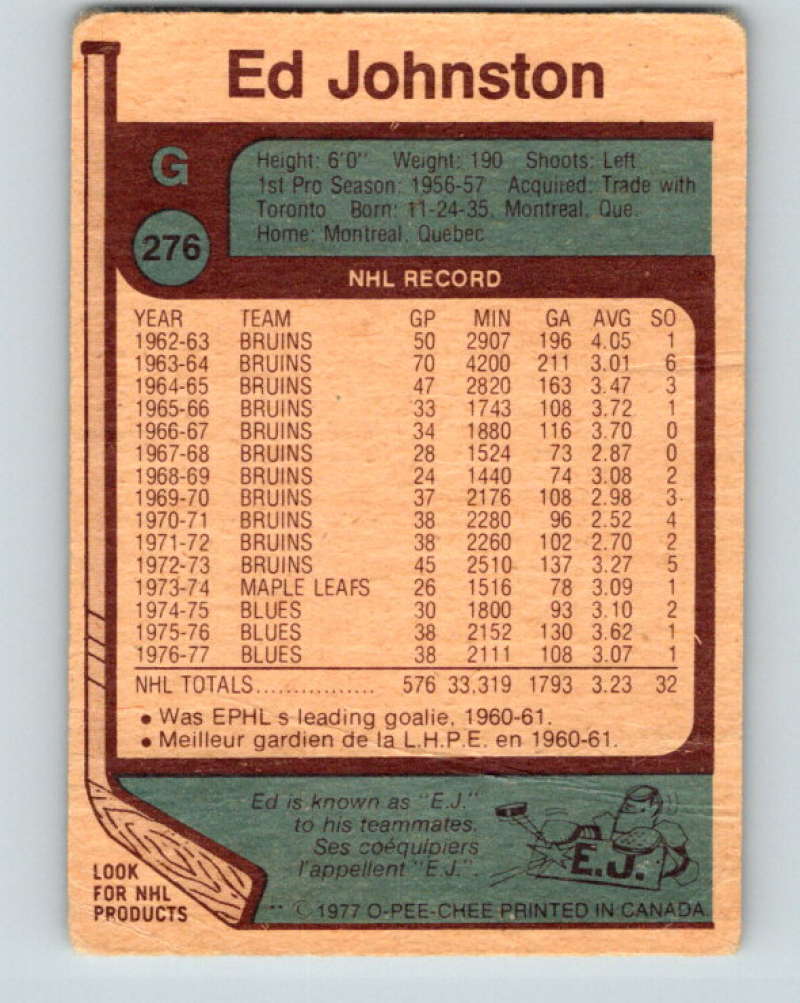 Ed Johnston
G
276
Height: 6'0" Weight: 190 Shoots: Left
1st Pro Season: 1956-57 Acquired: Trade with
Toronto Born: 11-24-35, Montreal, Que.
Home: Montreal, Quebec
NHL RECORD
YEAR TEAM GP MIN GA AVG SO
1962-63 BRUINS 50 2907 196 4.05 1
1963-64 BRUINS 70 4200 211 3.01 6
1964-65 BRUINS 47 2820 163 3.47 3
1965-66 BRUINS 33 1743 108 3.72 1
1966-67 BRUINS 34 1880 116 3.70 0
1967-68 BRUINS 28 1524 73 2.87 0
1968-69 BRUINS 24 1440 74 3.08 2
1969-70 BRUINS 37 2176 108 2.98 3
1970-71 BRUINS 38 2280 96 2.52 4
1971-72 BRUINS 38 2260 102 2.70 2
1972-73 BRUINS 45 2510 137 3.27 5
1973-74 MAPLE LEAFS 26 1516 78 3.09 1
1974-75 BLUES 30 1800 93 3.10 2
1975-76 BLUES 38 2152 130 3.62 1
1976-77 BLUES 38 2111 108 3.07 1
NHL TOTALS................ 576 33,319 1793 3.23 32
• Was EPHL s leading goalie, 1960-61.
• Meilleur gardien de la L.H.P.E. en 1960-61.
Ed is known as "E.J."
to his teammates.
Ses coéquipiers
l'appellent "E.J.".
E.J.
LOOK
FOR NHL
PRODUCTS
** © 1977 O-PEE-CHEE PRINTED IN CANADA